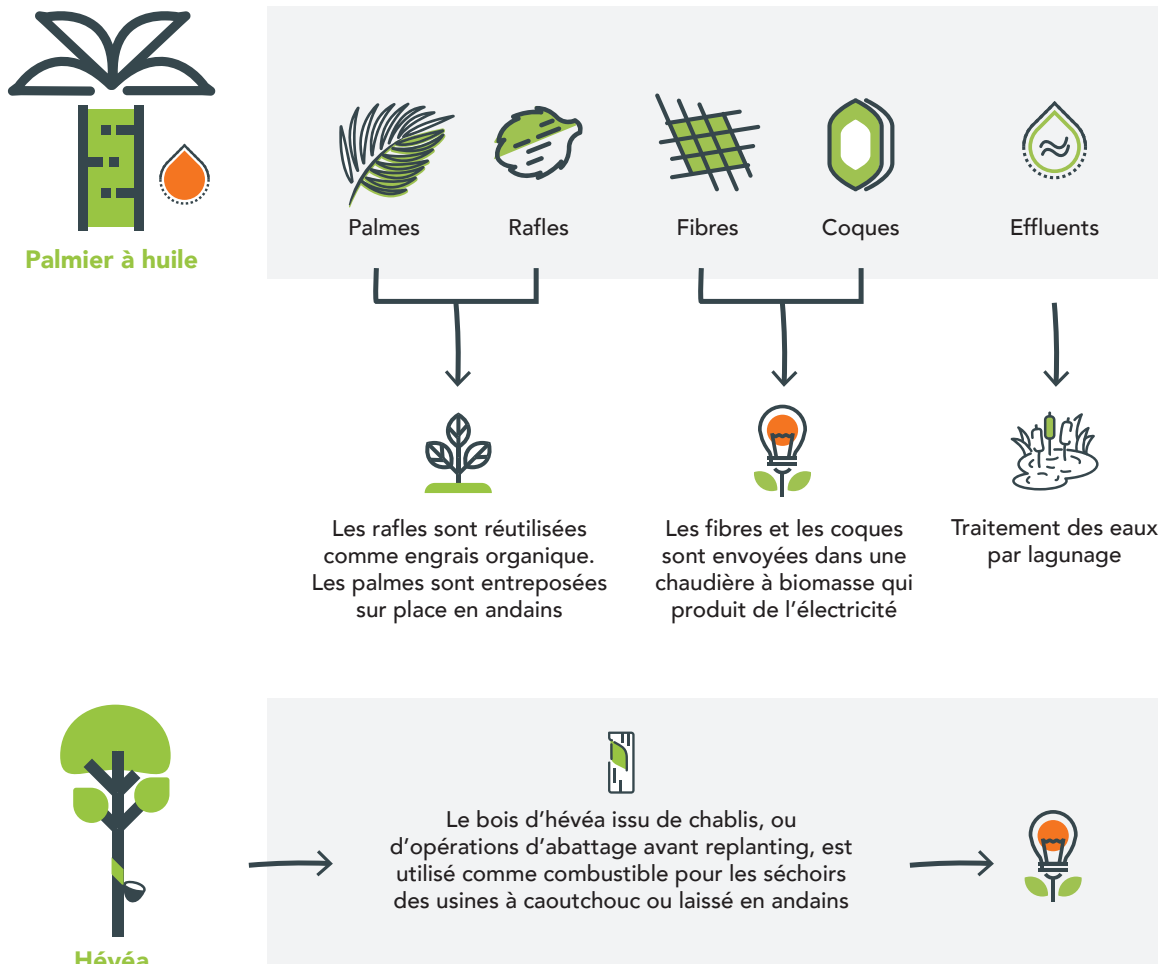 Palmes
Rafles
Fibres
Coques
Effluents
Palmier à huile
Les rafles sont réutilisées
comme engrais organique.
Les palmes sont entreposées
sur place en andains
Les fibres et les coques
sont envoyées dans une
chaudière à biomasse qui
produit de l'électricité
Traitement des eaux
par lagunage
Le bois d'hévéa issu de chablis, ou
d'opérations d'abattage avant replanting, est
utilisé comme combustible pour les séchoirs
des usines à caoutchouc ou laissé en andains
Hévéa